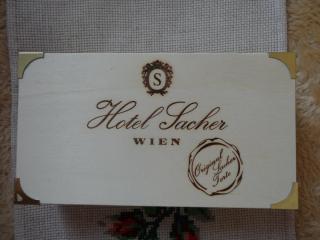 S
Hotel Sacher
WIEN
Original
Sacher
Torte